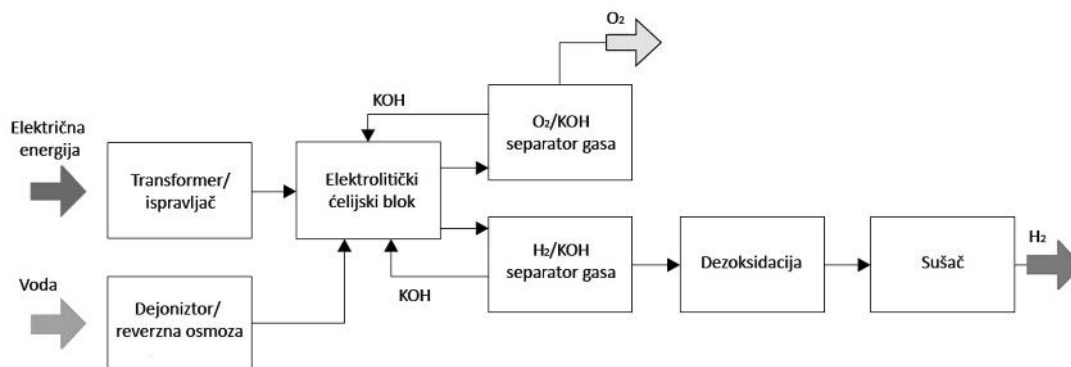 O₂
KOH
O₂/KOH
separator gasa
Električna
energija
Transformer/
ispravljač
Elektrolitički
ćelijski blok
H₂/KOH
separator gasa
Dezoksidacija
Sušač
H₂
KOH
Voda
Dejoniztor/
reverzna osmoza